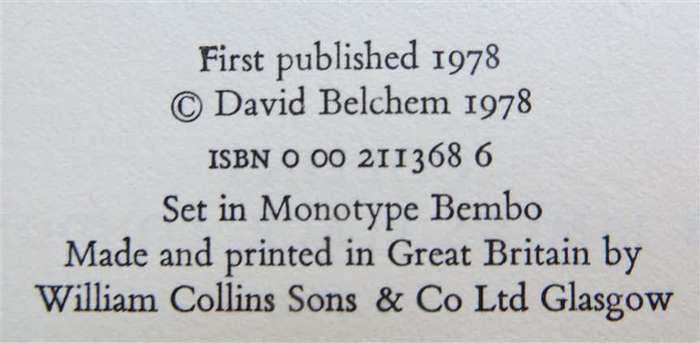 First published 1978
© David Belchem 1978
ISBN 0 00 211368 6
Set in Monotype Bembo
Made and printed in Great Britain by
William Collins Sons & Co Ltd Glasgow